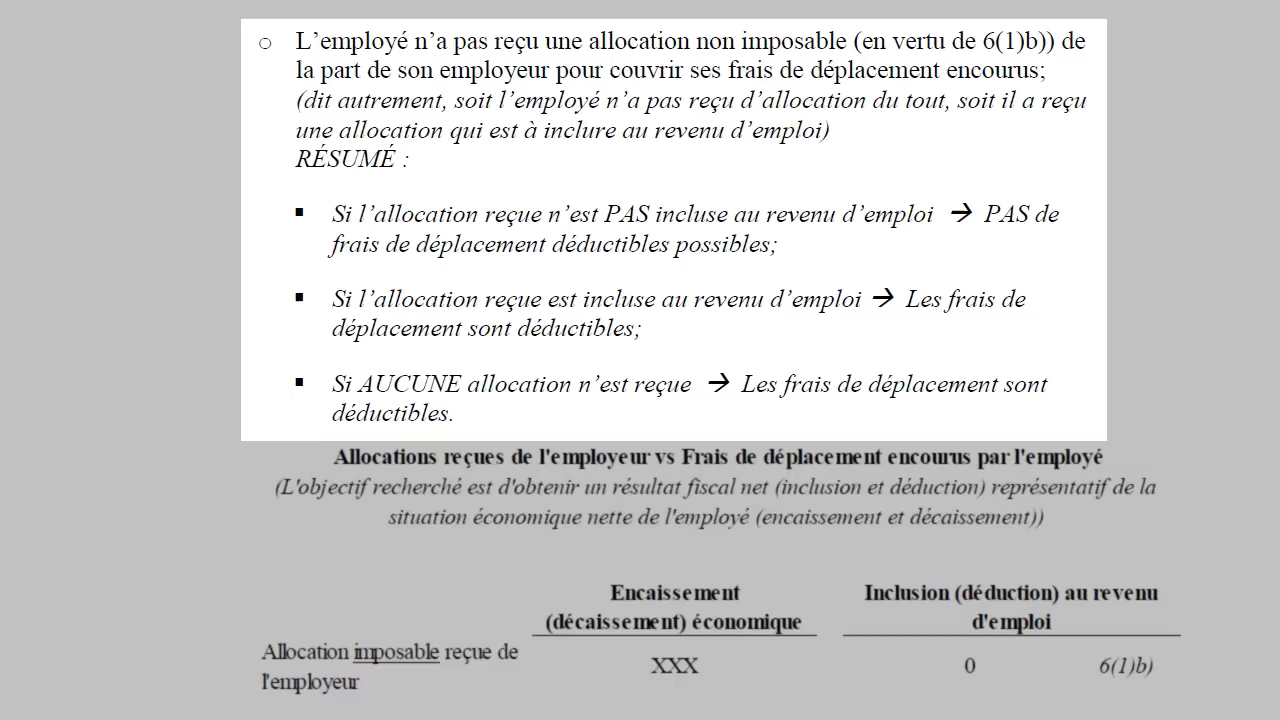 o L’employé n’a pas reçu une allocation non imposable (en vertu de 6(1)b)) de
la part de son employeur pour couvrir ses frais de déplacement encourus;
(dit autrement, soit l’employé n’a pas reçu d’allocation du tout, soit il a reçu
une allocation qui est à inclure au revenu d’emploi)
RÉSUMÉ :
▪ Si l’allocation reçue n’est PAS incluse au revenu d’emploi → PAS de
frais de déplacement déductibles possibles;
▪ Si l’allocation reçue est incluse au revenu d’emploi → Les frais de
déplacement sont déductibles;
▪ Si AUCUNE allocation n’est reçue → Les frais de déplacement sont
déductibles.
Allocations reçues de l'employeur vs Frais de déplacement encourus par l'employé
(L'objectif recherché est d'obtenir un résultat fiscal net (inclusion et déduction) représentatif de la
situation économique nette de l'employé (encaissement et décaissement))
Encaissement
(décaissement) économique
Inclusion (déduction) au revenu
d'emploi
Allocation imposable reçue de
l'employeur
XXX 0 6(1)b)